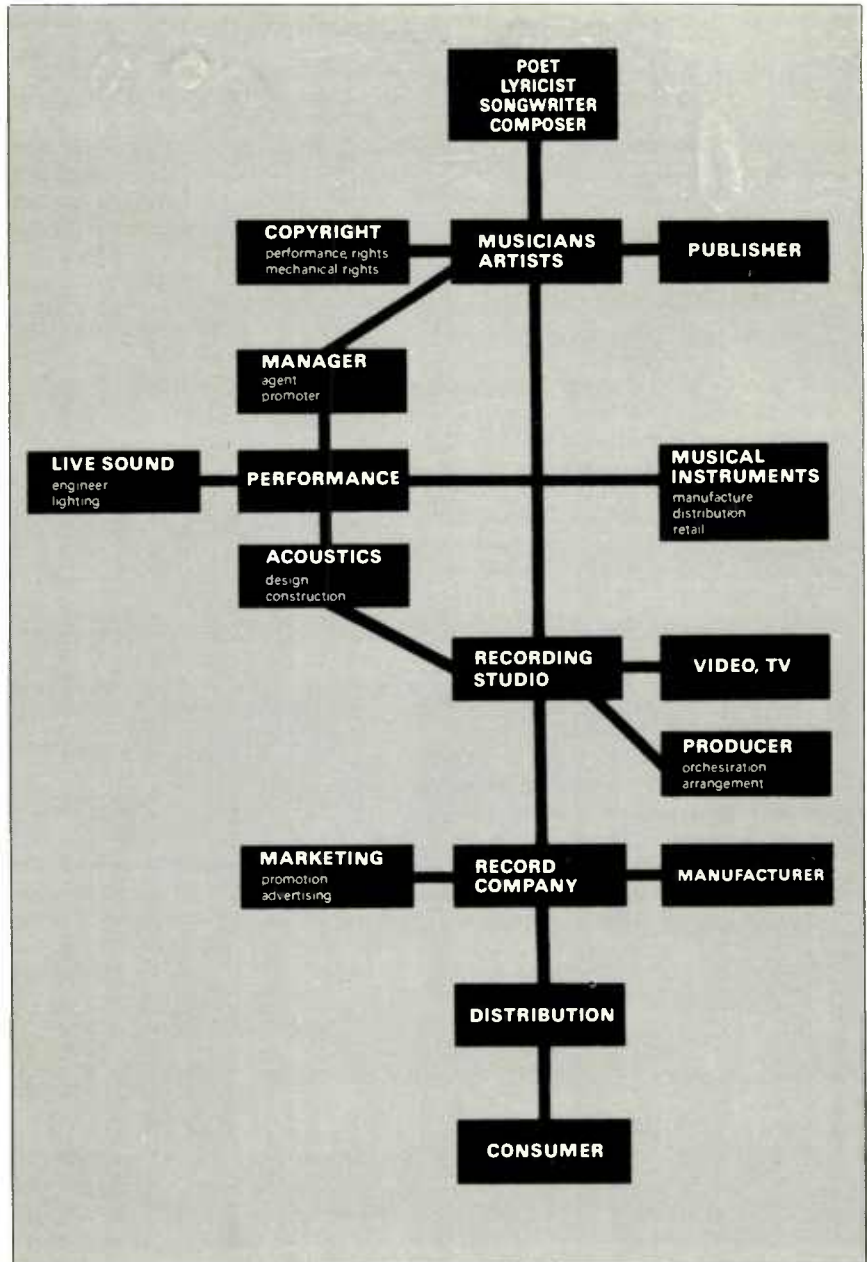 POET
LYRICIST
SONGWRITER
COMPOSER
COPYRIGHT
performance, rights
mechanical rights
MUSICIANS
ARTISTS
PUBLISHER
MANAGER
agent
promoter
LIVE SOUND
engineer
lighting
PERFORMANCE
MUSICAL
INSTRUMENTS
manufacture
distribution
retail
ACOUSTICS
design
construction
RECORDING
STUDIO
VIDEO, TV
PRODUCER
orchestration
arrangement
MARKETING
promotion
advertising
RECORD
COMPANY
MANUFACTURER
DISTRIBUTION
CONSUMER